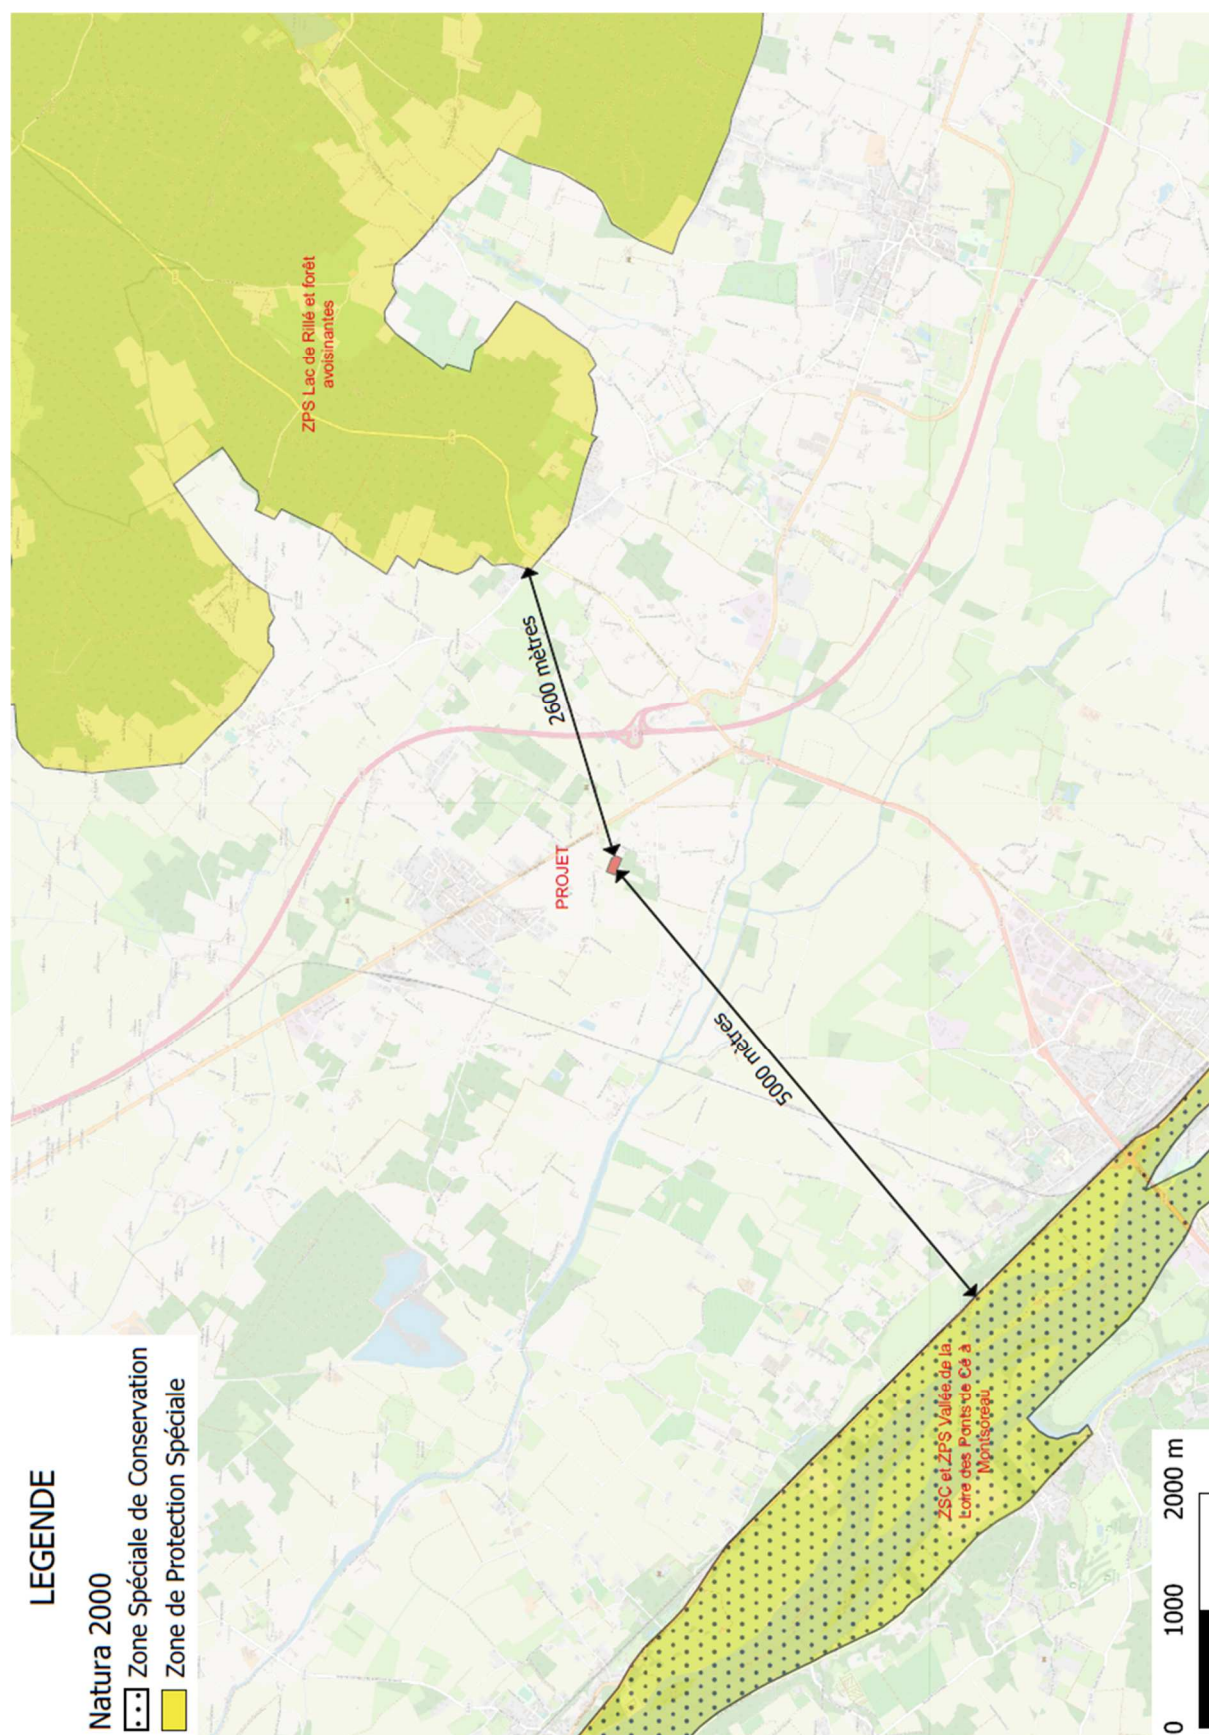 LEGENDE
Natura 2000
Zone Spéciale de Conservation
Zone de Protection Spéciale
ZPS Lac de Rillé et forêt
avoisinantes
2600 mètres
PROJET
5000 mètres
ZSC et ZPS Vallée de la
Loire des Ponts de Cé à
Montsoreau
0 1000 2000 m